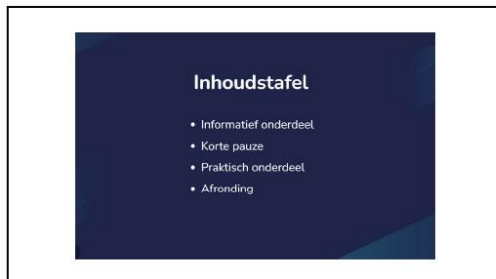 Inhoudstafel
• Informatief onderdeel
• Korte pauze
• Praktisch onderdeel
• Afronding